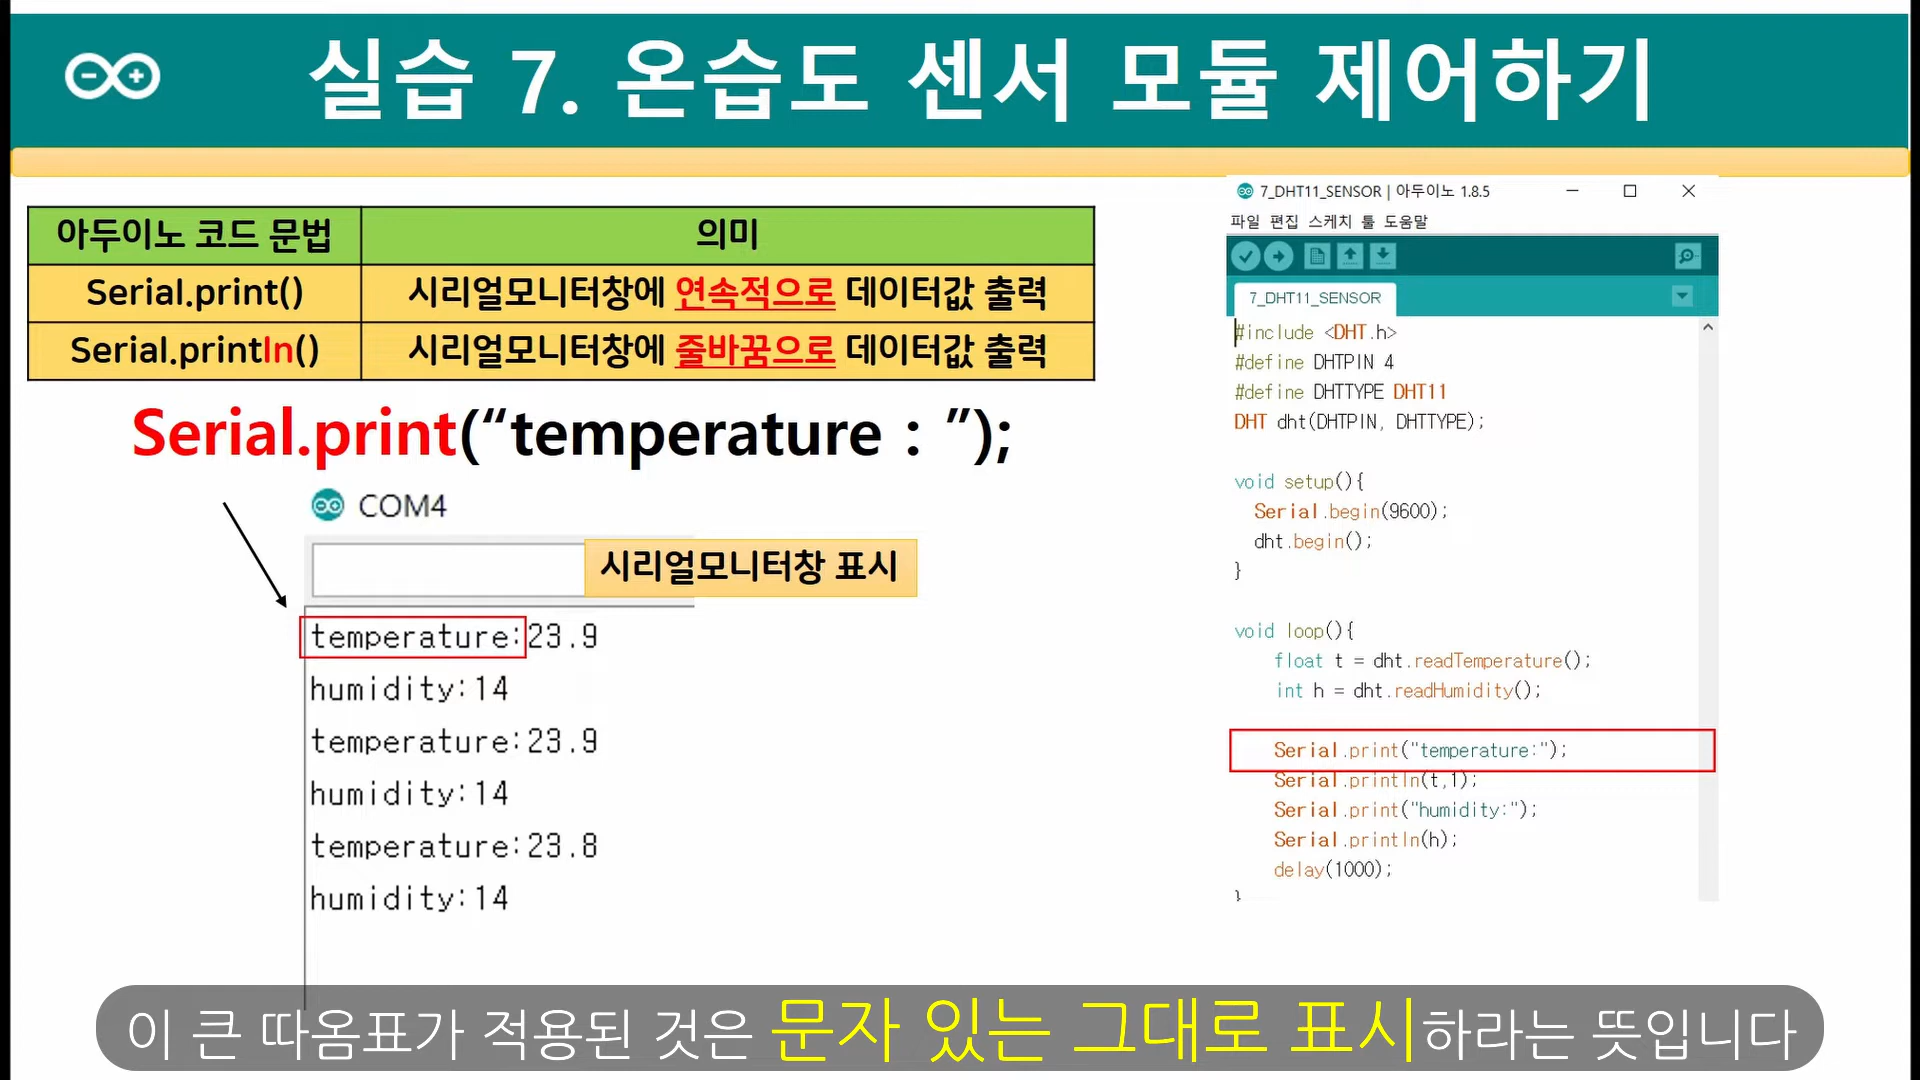 실습 7. 온습도 센서 모듈 제어하기
아두이노 코드 문법 의미
Serial.print() 시리얼모니터창에 연속적으로 데이터값 출력
Serial.println() 시리얼모니터창에 줄바꿈으로 데이터값 출력
Serial.print(“temperature : ”);
COM4
시리얼모니터창 표시
temperature:23.9
humidity:14
temperature:23.9
humidity:14
temperature:23.8
humidity:14
7_DHT11_SENSOR | 아두이노 1.8.5
파일 편집 스케치 툴 도움말
7_DHT11_SENSOR
#include <DHT.h>
#define DHTPIN 4
#define DHTTYPE DHT11
DHT dht(DHTPIN, DHTTYPE);
void setup(){
Serial.begin(9600);
dht.begin();
}
void loop(){
float t = dht.readTemperature();
int h = dht.readHumidity();
Serial.print("temperature:");
Serial.println(t,1);
Serial.print("humidity:");
Serial.println(h);
delay(1000);
}
이 큰 따옴표가 적용된 것은 문자 있는 그대로 표시하라는 뜻입니다